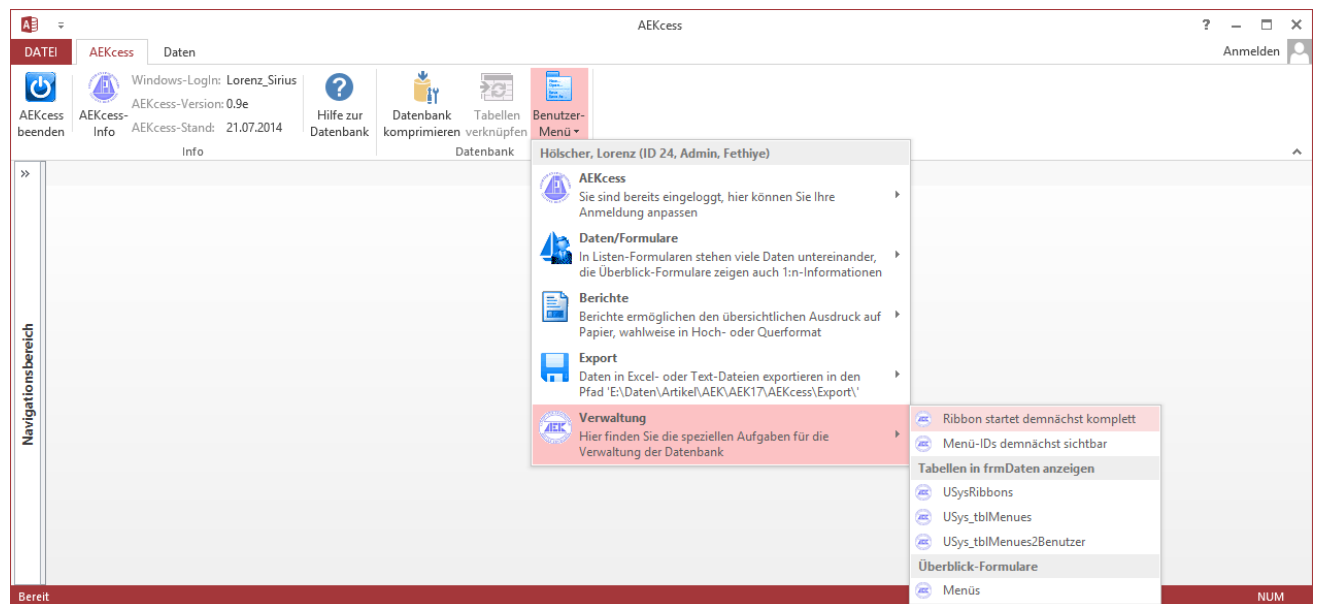 AEKcess
?
DATEI
AEKcess
Daten
Anmelden
AEKcess beenden
AEKcess-Info
Windows-LogIn: Lorenz_Sirius
AEKcess-Version: 0.9e
AEKcess-Stand: 21.07.2014
Hilfe zur Datenbank
Datenbank komprimieren
Tabellen verknüpfen
Benutzer-Menü
Info
Datenbank
Hölscher, Lorenz (ID 24, Admin, Fethiye)
AEKcess
Sie sind bereits eingeloggt, hier können Sie Ihre
Anmeldung anpassen
Daten/Formulare
In Listen-Formularen stehen viele Daten untereinander,
die Überblick-Formulare zeigen auch 1:n-Informationen
Berichte
Berichte ermöglichen den übersichtlichen Ausdruck auf
Papier, wahlweise in Hoch- oder Querformat
Export
Daten in Excel- oder Text-Dateien exportieren in den
Pfad 'E:\Daten\Artikel\AEK\AEK17\AEKcess\Export\'
Verwaltung
Hier finden Sie die speziellen Aufgaben für die
Verwaltung der Datenbank
Ribbon startet demnächst komplett
Menü-IDs demnächst sichtbar
Tabellen in frmDaten anzeigen
USysRibbons
USys_tblMenues
USys_tblMenues2Benutzer
Überblick-Formulare
Menüs
Navigationsbereich
Bereit
NUM